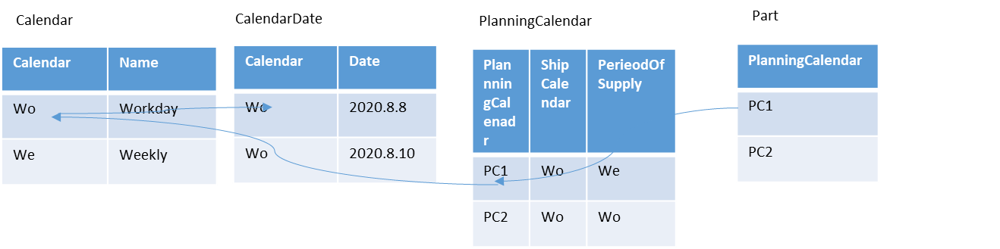 Calendar
Calendar Name
Wo Workday
We Weekly
CalendarDate
Calendar Date
Wo 2020.8.8
Wo 2020.8.10
PlanningCalendar
Plan
nnin
gCal
enad
r
Ship
Cale
ndar
PerieodOf
Supply
PC1 Wo We
PC2 Wo Wo
Part
PlanningCalendar
PC1
PC2